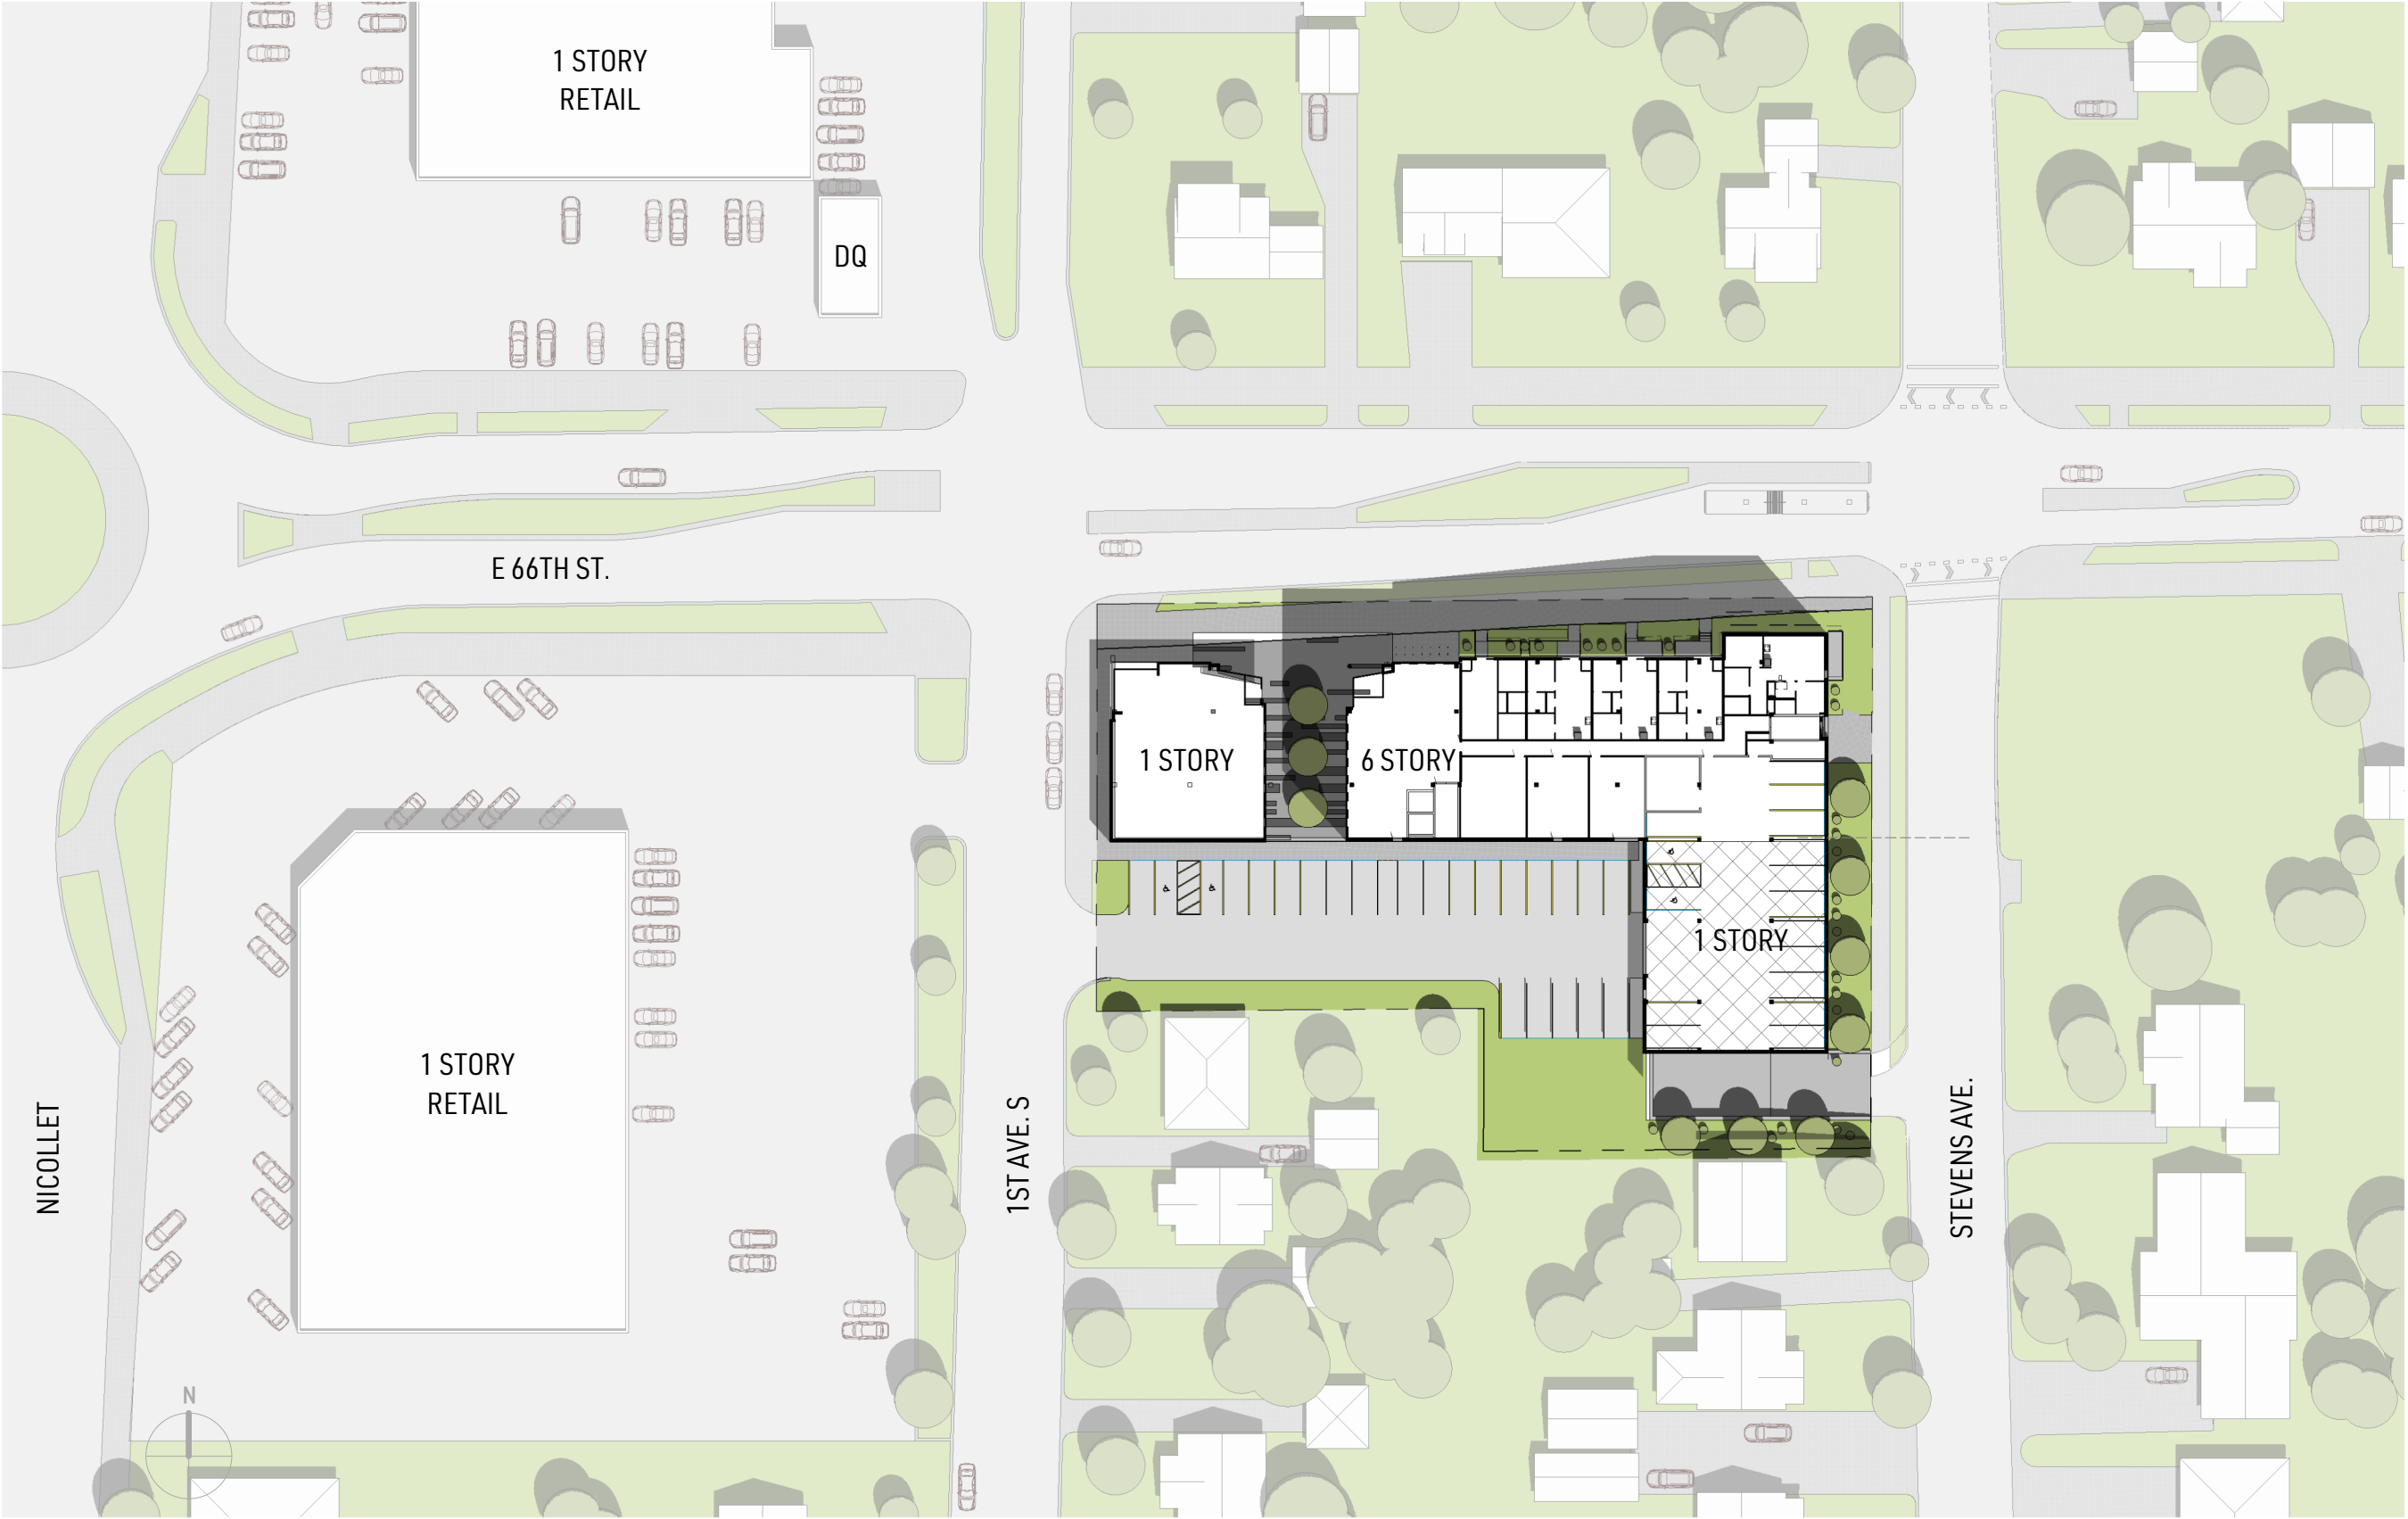 1 STORY
RETAIL
DQ
E 66TH ST.
1 STORY
6 STORY
1 STORY
1 STORY
RETAIL
NICOLLET
1ST AVE. S
STEVENS AVE.
N